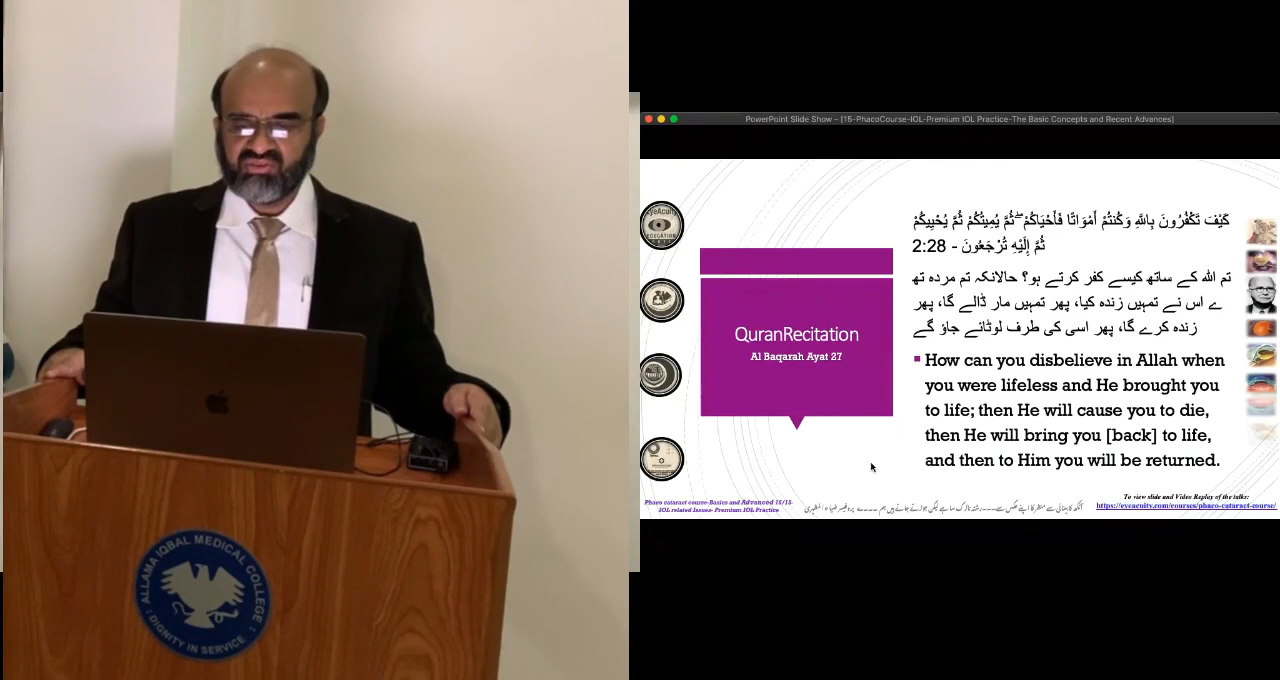 ALLAMA IQBAL MEDICAL COLLEGE
: DIGNITY IN SERVICE :
PowerPoint Slide Show – [15-PhacoCourse-IOL-Premium IOL Practice-The Basic Concepts and Recent Advances]
EyeAcuity
EDUCATION
QuranRecitation
Al Baqarah Ayat 27
كَيْفَ تَكْفُرُونَ بِاللَّهِ وَكُنتُمْ أَمْوَاتًا فَأَحْيَاكُمْ ۖ ثُمَّ يُمِيتُكُمْ ثُمَّ يُحْيِيكُمْ
ثُمَّ إِلَيْهِ تُرْجَعُونَ - 2:28
تم اللہ کے ساتھ کیسے کفر کرتے ہو؟ حالانکہ تم مردہ تھ
ے اس نے تمہیں زندہ کیا، پھر تمہیں مار ڈالے گا، پھر
زندہ کرے گا، پھر اسی کی طرف لوٹائے جاؤ گے
How can you disbelieve in Allah when
you were lifeless and He brought you
to life; then He will cause you to die,
then He will bring you [back] to life,
and then to Him you will be returned.
Phaco cataract course-Basics and Advanced 15/15-
IOL related Issues- Premium IOL Practice
To view slide and Video Replay of the talks:
https://eyeacuity.com/courses/phaco-cataract-course/